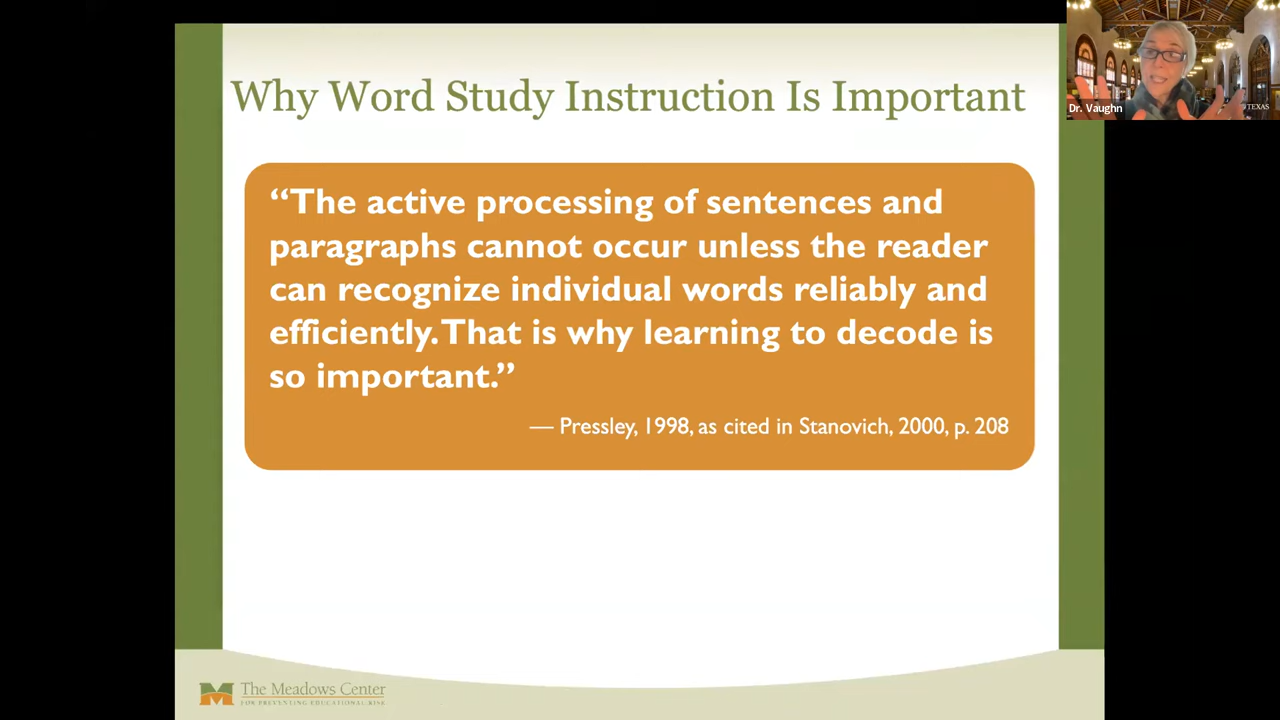 Why Word Study Instruction Is Important
“The active processing of sentences and
paragraphs cannot occur unless the reader
can recognize individual words reliably and
efficiently. That is why learning to decode is
so important.”
— Pressley, 1998, as cited in Stanovich, 2000, p. 208
Dr. Vaughn
TEXAS
The Meadows Center
FOR PREVENTING EDUCATIONAL RISK